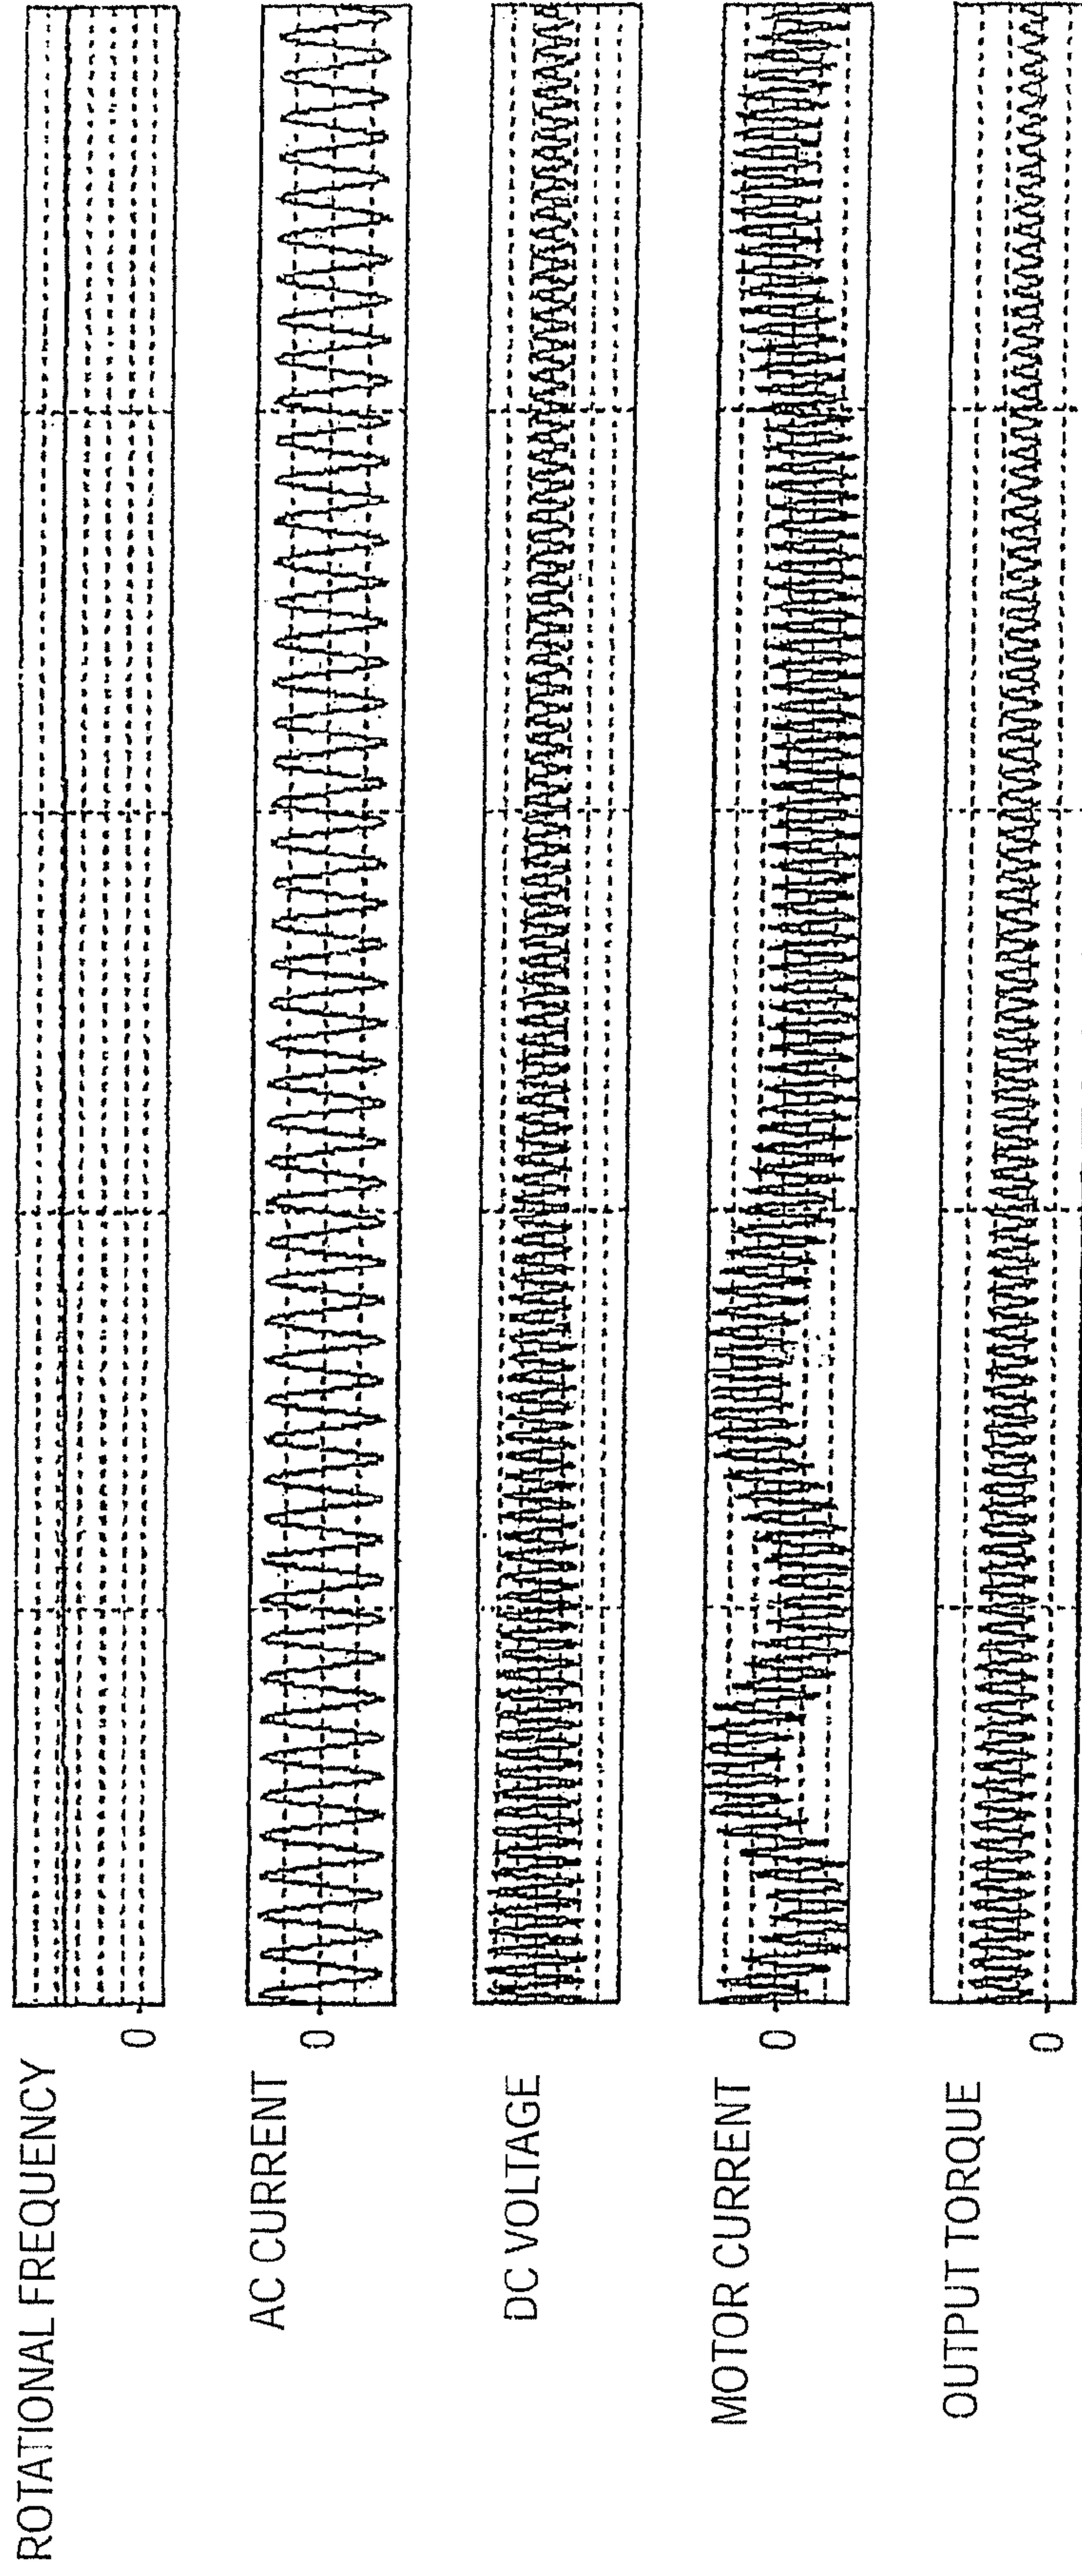 ROTATIONAL FREQUENCY
0
AC CURRENT
0
DC VOLTAGE
MOTOR CURRENT
0
OUTPUT TORQUE
0